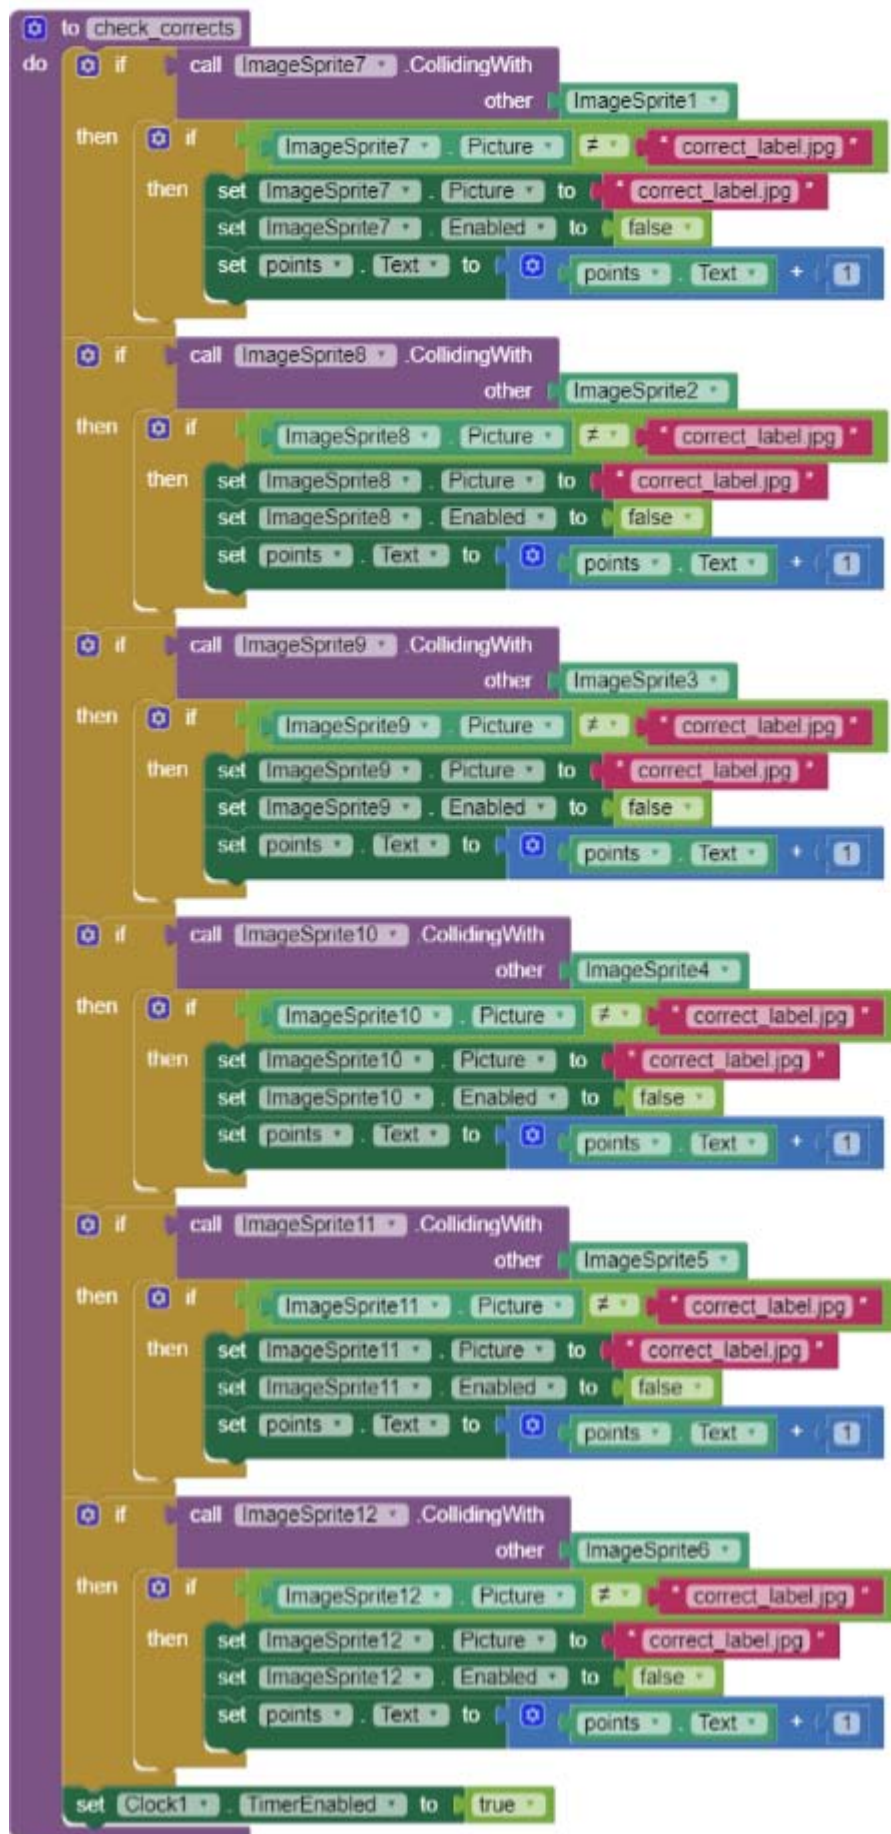 to check_corrects
do if call ImageSprite7 .CollidingWith
other ImageSprite1
then if ImageSprite7 . Picture ≠ " correct_label.jpg "
then set ImageSprite7 . Picture to " correct_label.jpg "
set ImageSprite7 . Enabled to false
set points . Text to points . Text + 1
if call ImageSprite8 .CollidingWith
other ImageSprite2
then if ImageSprite8 . Picture ≠ " correct_label.jpg "
then set ImageSprite8 . Picture to " correct_label.jpg "
set ImageSprite8 . Enabled to false
set points . Text to points . Text + 1
if call ImageSprite9 .CollidingWith
other ImageSprite3
then if ImageSprite9 . Picture ≠ " correct_label.jpg "
then set ImageSprite9 . Picture to " correct_label.jpg "
set ImageSprite9 . Enabled to false
set points . Text to points . Text + 1
if call ImageSprite10 .CollidingWith
other ImageSprite4
then if ImageSprite10 . Picture ≠ " correct_label.jpg "
then set ImageSprite10 . Picture to " correct_label.jpg "
set ImageSprite10 . Enabled to false
set points . Text to points . Text + 1
if call ImageSprite11 .CollidingWith
other ImageSprite5
then if ImageSprite11 . Picture ≠ " correct_label.jpg "
then set ImageSprite11 . Picture to " correct_label.jpg "
set ImageSprite11 . Enabled to false
set points . Text to points . Text + 1
if call ImageSprite12 .CollidingWith
other ImageSprite6
then if ImageSprite12 . Picture ≠ " correct_label.jpg "
then set ImageSprite12 . Picture to " correct_label.jpg "
set ImageSprite12 . Enabled to false
set points . Text to points . Text + 1
set Clock1 . TimerEnabled to true